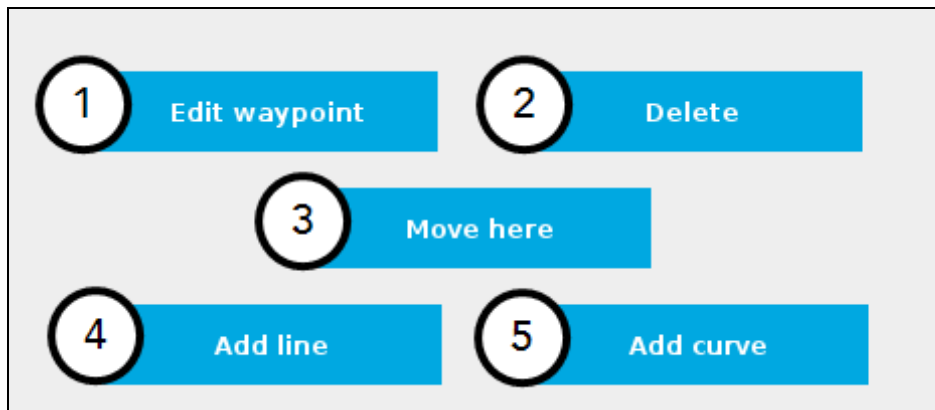 1 Edit waypoint
2 Delete
3 Move here
4 Add line
5 Add curve